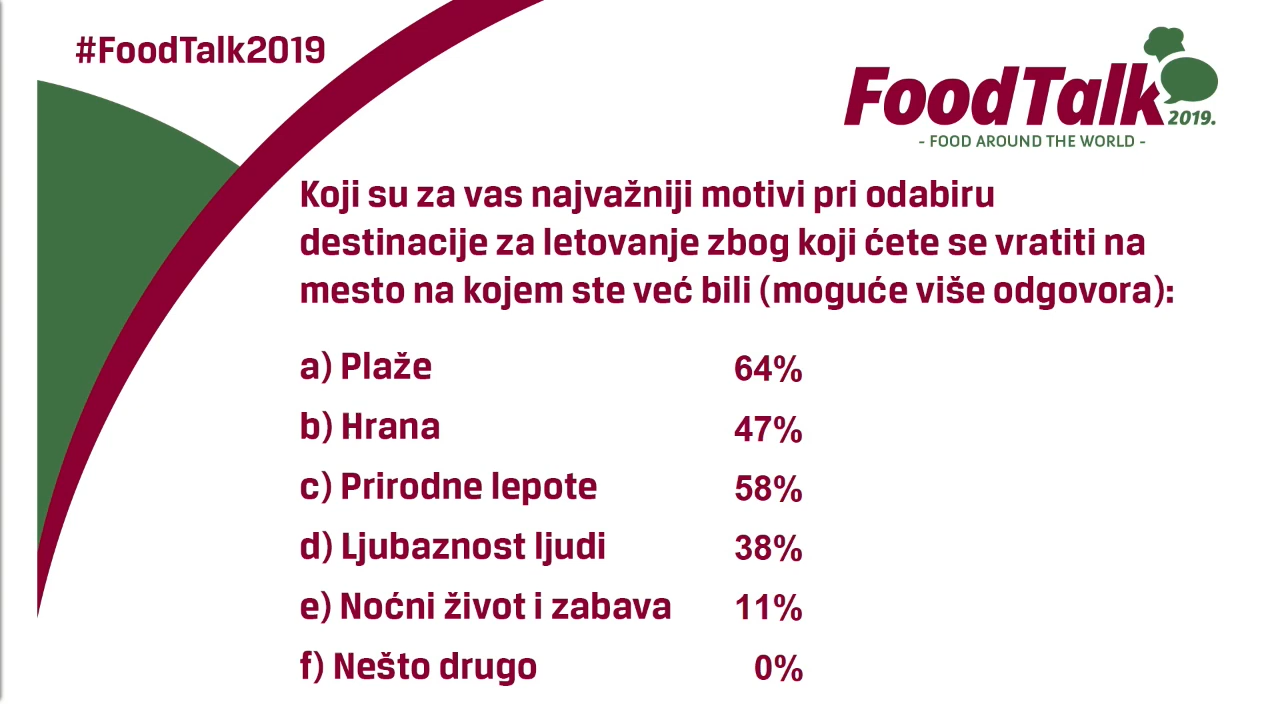 #FoodTalk2019
FoodTalk 2019.
- FOOD AROUND THE WORLD -
Koji su za vas najvažniji motivi pri odabiru
destinacije za letovanje zbog koji ćete se vratiti na
mesto na kojem ste već bili (moguće više odgovora):
a) Plaže 64%
b) Hrana 47%
c) Prirodne lepote 58%
d) Ljubaznost ljudi 38%
e) Noćni život i zabava 11%
f) Nešto drugo 0%